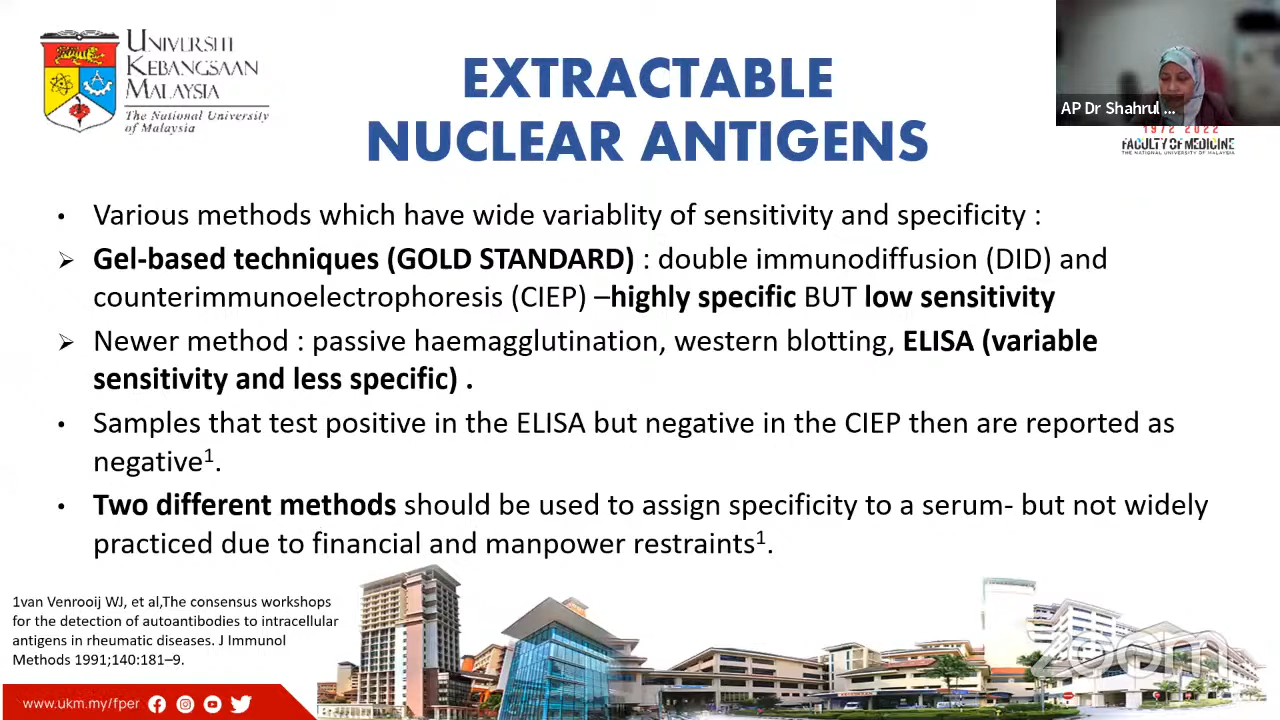 UNIVERSITI
KEBANGSAAN
MALAYSIA
The National University
of Malaysia
EXTRACTABLE
NUCLEAR ANTIGENS
AP Dr Shahrul ...
1972 2022
FACULTY OF MEDICINE
THE NATIONAL UNIVERSITY OF MALAYSIA
• Various methods which have wide variablity of sensitivity and specificity :
➢ Gel-based techniques (GOLD STANDARD) : double immunodiffusion (DID) and
counterimmunoelectrophoresis (CIEP) –highly specific BUT low sensitivity
➢ Newer method : passive haemagglutination, western blotting, ELISA (variable
sensitivity and less specific) .
• Samples that test positive in the ELISA but negative in the CIEP then are reported as
negative1.
• Two different methods should be used to assign specificity to a serum- but not widely
practiced due to financial and manpower restraints1.
1van Venrooij WJ, et al,The consensus workshops
for the detection of autoantibodies to intracellular
antigens in rheumatic diseases. J Immunol
Methods 1991;140:181–9.
www.ukm.my/fper
zoom